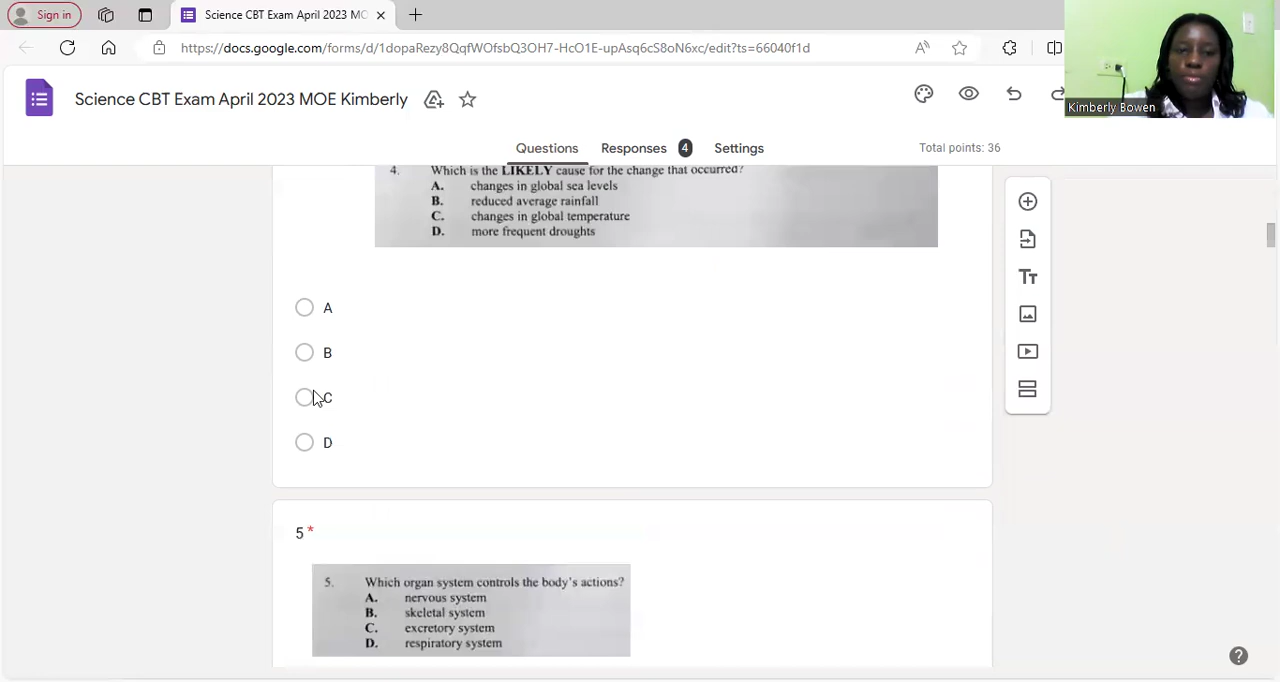 Sign in
Science CBT Exam April 2023 MO
https://docs.google.com/forms/d/1dopaRezy8QqfWOfsbQ3OH7-HcO1E-upAsq6cS8oN6xc/edit?ts=66040f1d
Science CBT Exam April 2023 MOE Kimberly
Kimberly Bowen
Questions
Responses 4
Settings
Total points: 36
4. Which is the LIKELY cause for the change that occurred?
A. changes in global sea levels
B. reduced average rainfall
C. changes in global temperature
D. more frequent droughts
A
B
C
D
5 *
5. Which organ system controls the body's actions?
A. nervous system
B. skeletal system
C. excretory system
D. respiratory system